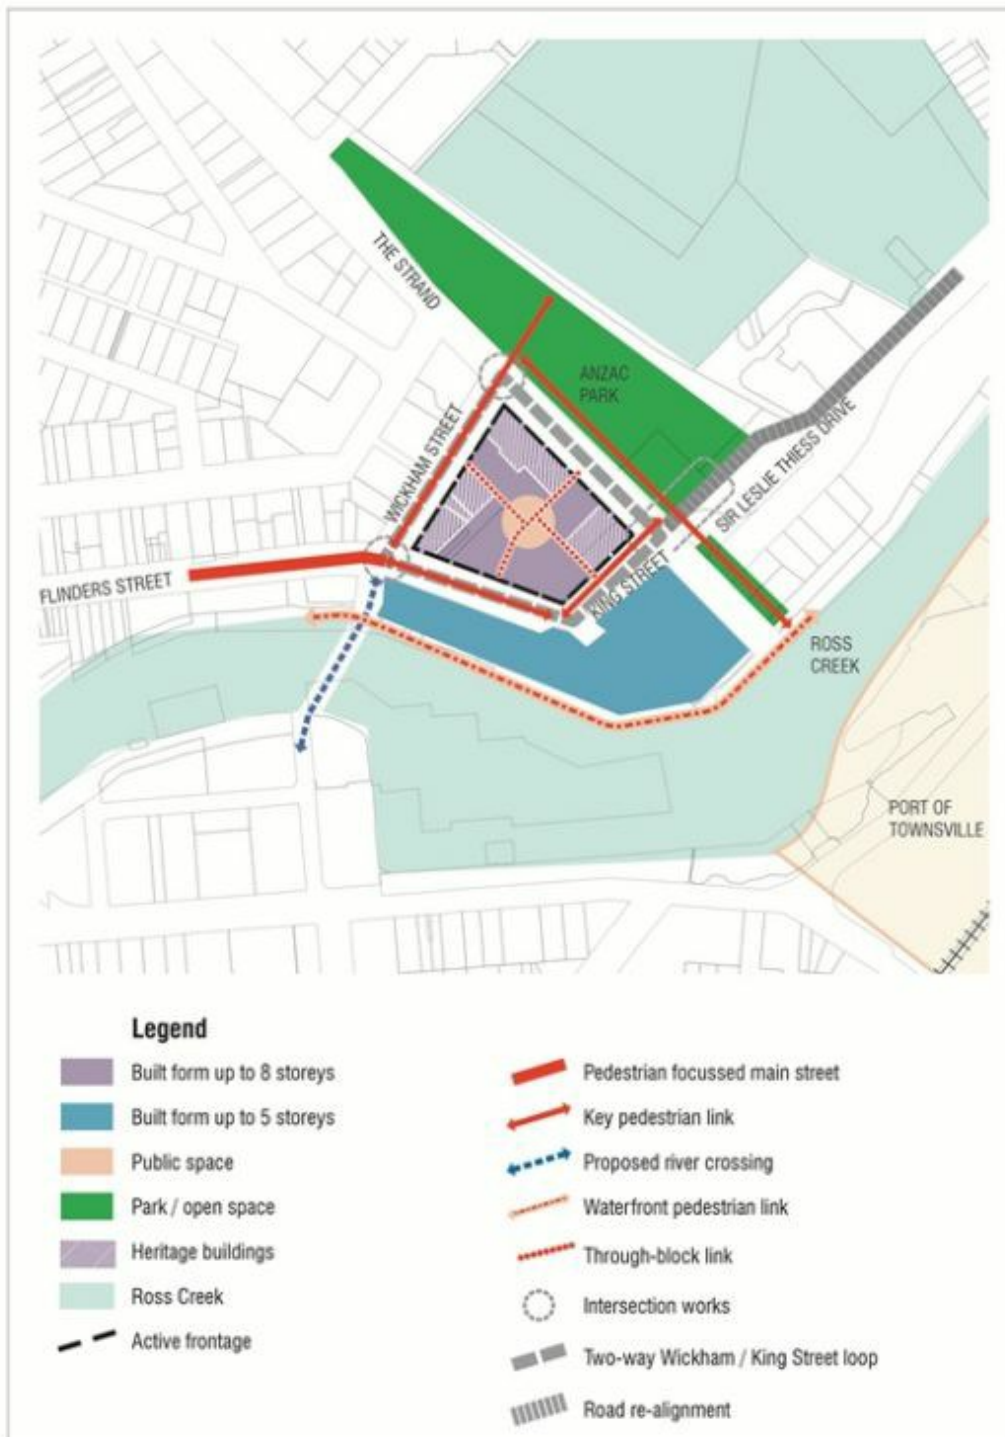 THE STRAND
ANZAC
PARK
WICKHAM STREET
SIR LESLIE THIESS DRIVE
FLINDERS STREET
KING STREET
ROSS
CREEK
PORT OF
TOWNSVILLE
Legend
Built form up to 8 storeys
Built form up to 5 storeys
Public space
Park / open space
Heritage buildings
Ross Creek
Active frontage
Pedestrian focussed main street
Key pedestrian link
Proposed river crossing
Waterfront pedestrian link
Through-block link
Intersection works
Two-way Wickham / King Street loop
Road re-alignment